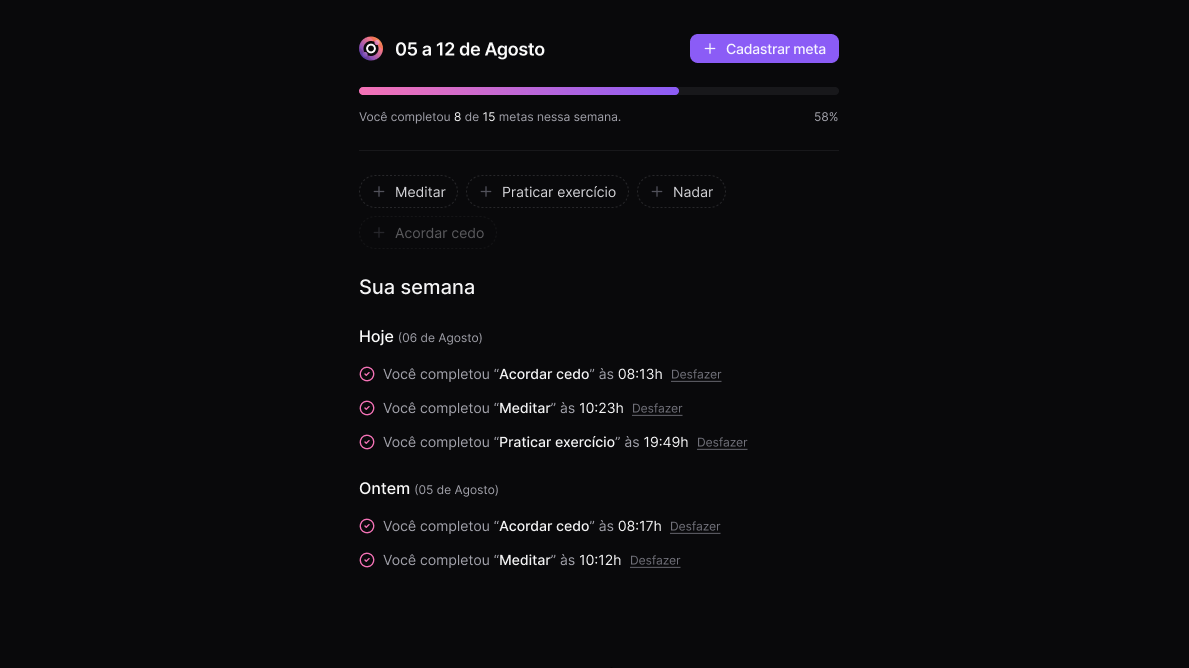 05 a 12 de Agosto
Cadastrar meta
Você completou 8 de 15 metas nessa semana.
58%
Meditar
Praticar exercício
Nadar
Acordar cedo
Sua semana
Hoje (06 de Agosto)
Você completou “Acordar cedo” às 08:13h Desfazer
Você completou “Meditar” às 10:23h Desfazer
Você completou “Praticar exercício” às 19:49h Desfazer
Ontem (05 de Agosto)
Você completou “Acordar cedo” às 08:17h Desfazer
Você completou “Meditar” às 10:12h Desfazer